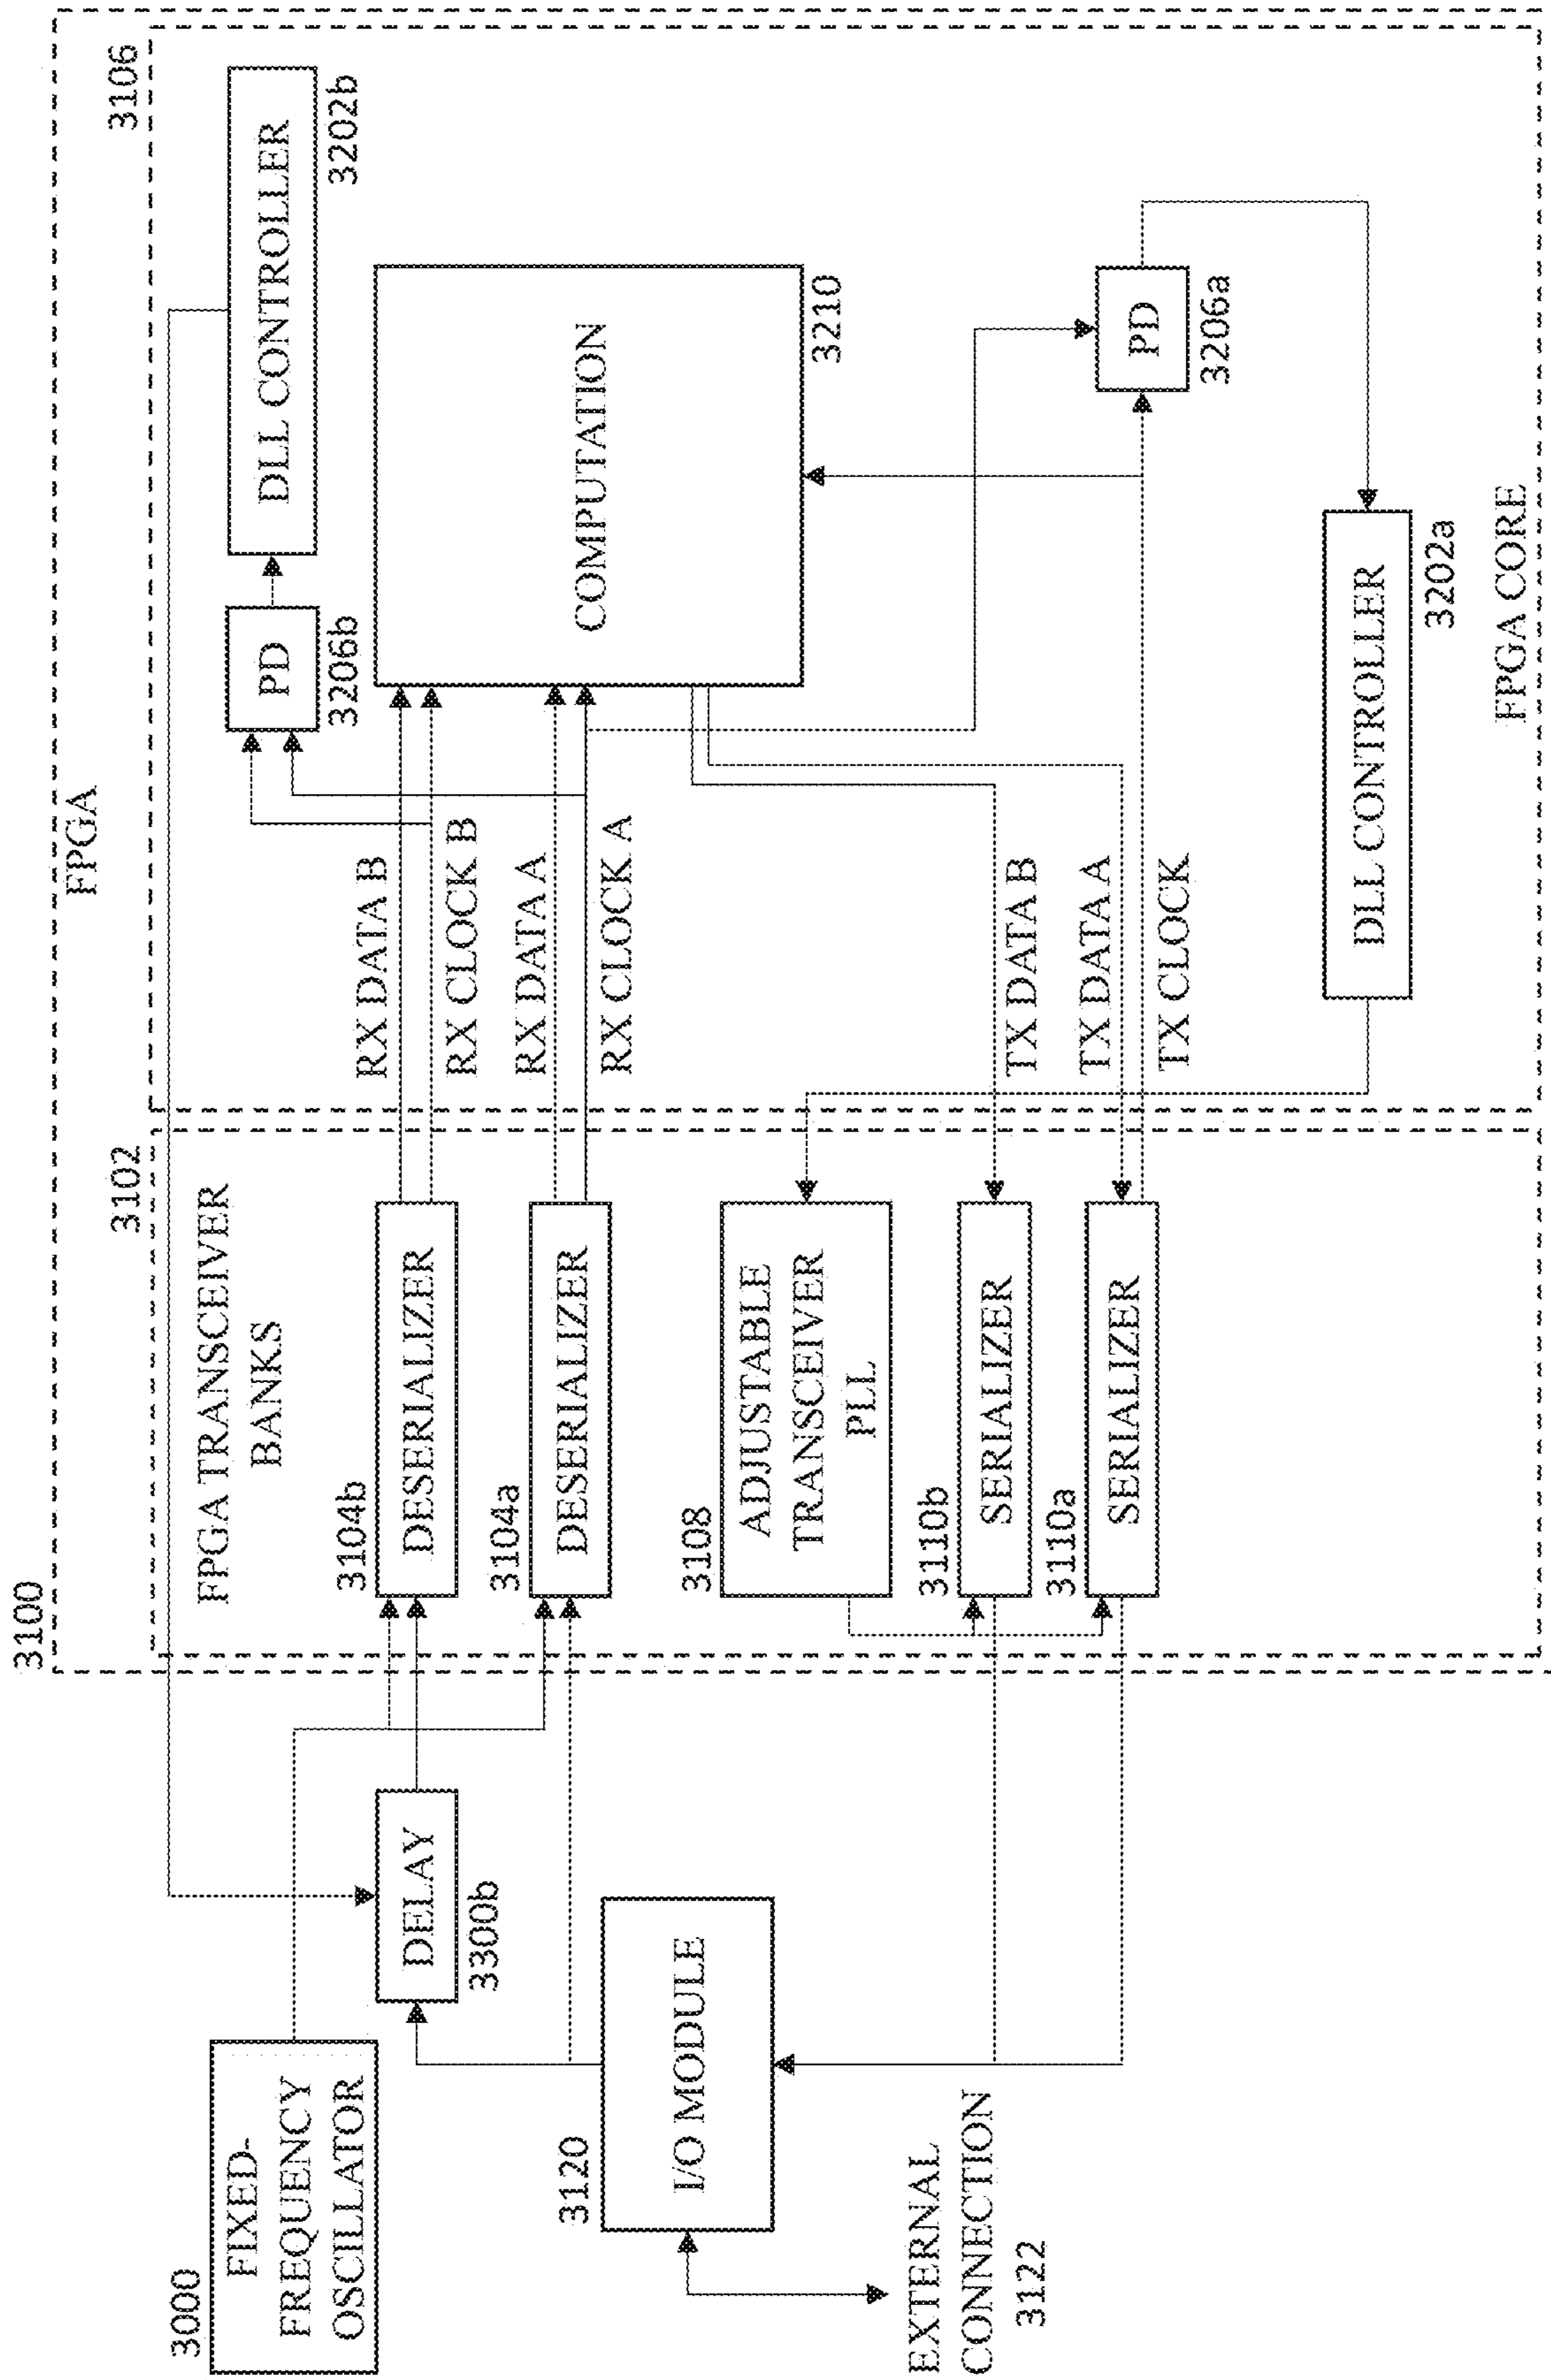 3100
FPGA
3102
3106
FPGA TRANSCEIVER
BANKS
3000
FIXED-
FREQUENCY
OSCILLATOR
DELAY
3300b
3104b
DESERIALIZER
3104a
DESERIALIZER
RX DATA B
RX CLOCK B
RX DATA A
RX CLOCK A
PD
3206b
DLL CONTROLLER
3202b
COMPUTATION
3210
3120
I/O MODULE
EXTERNAL
CONNECTION
3122
3108
ADJUSTABLE
TRANSCEIVER
PLL
3110b
SERIALIZER
3110a
SERIALIZER
TX DATA B
TX DATA A
TX CLOCK
PD
3206a
DLL CONTROLLER
3202a
FPGA CORE